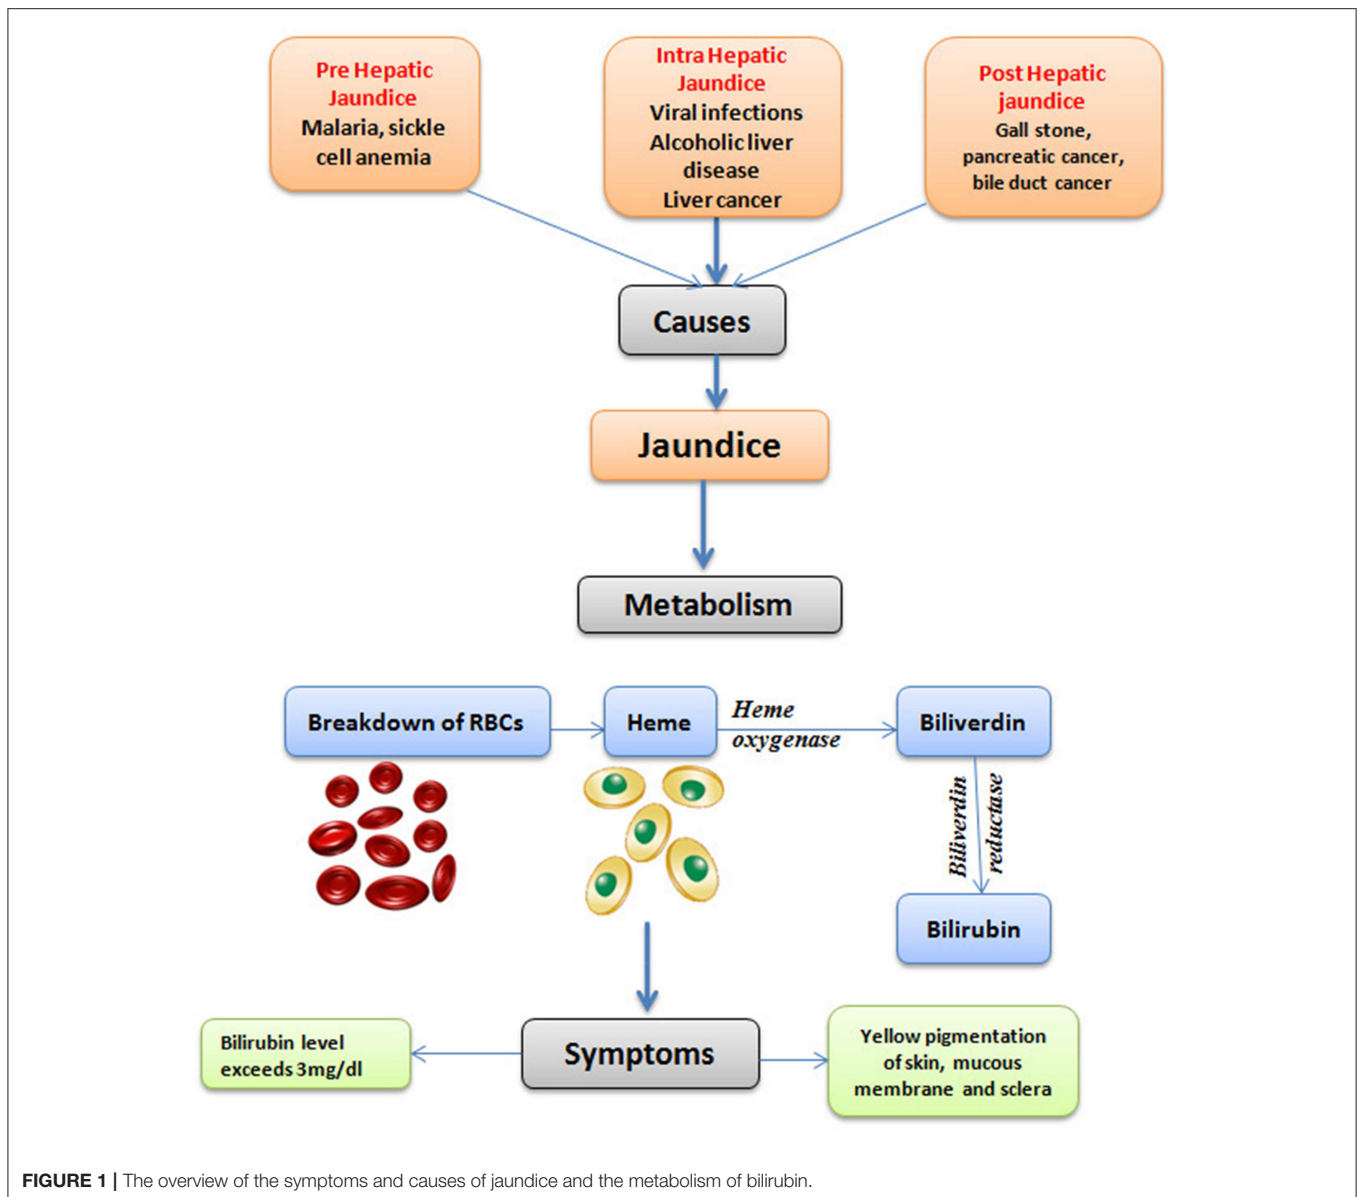 Pre Hepatic
Jaundice
Malaria, sickle
cell anemia
Intra Hepatic
Jaundice
Viral infections
Alcoholic liver
disease
Liver cancer
Post Hepatic
jaundice
Gall stone,
pancreatic cancer,
bile duct cancer
Causes
Jaundice
Metabolism
Breakdown of RBCs
Heme
Heme
oxygenase
Biliverdin
Biliverdin
reductase
Bilirubin
Symptoms
Bilirubin level
exceeds 3mg/dl
Yellow pigmentation
of skin, mucous
membrane and sclera
FIGURE 1 | The overview of the symptoms and causes of jaundice and the metabolism of bilirubin.